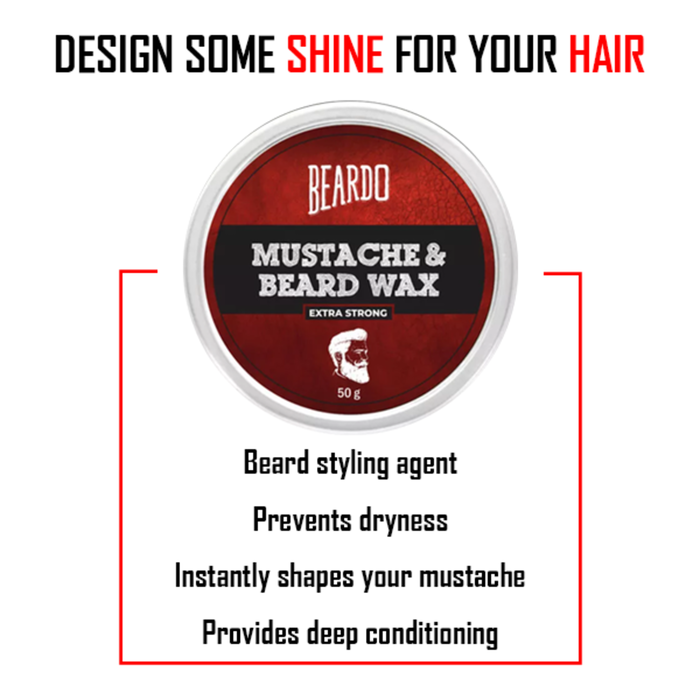 DESIGN SOME SHINE FOR YOUR HAIR
BEARDO
MUSTACHE &
BEARD WAX
EXTRA STRONG
50 g
Beard styling agent
Prevents dryness
Instantly shapes your mustache
Provides deep conditioning